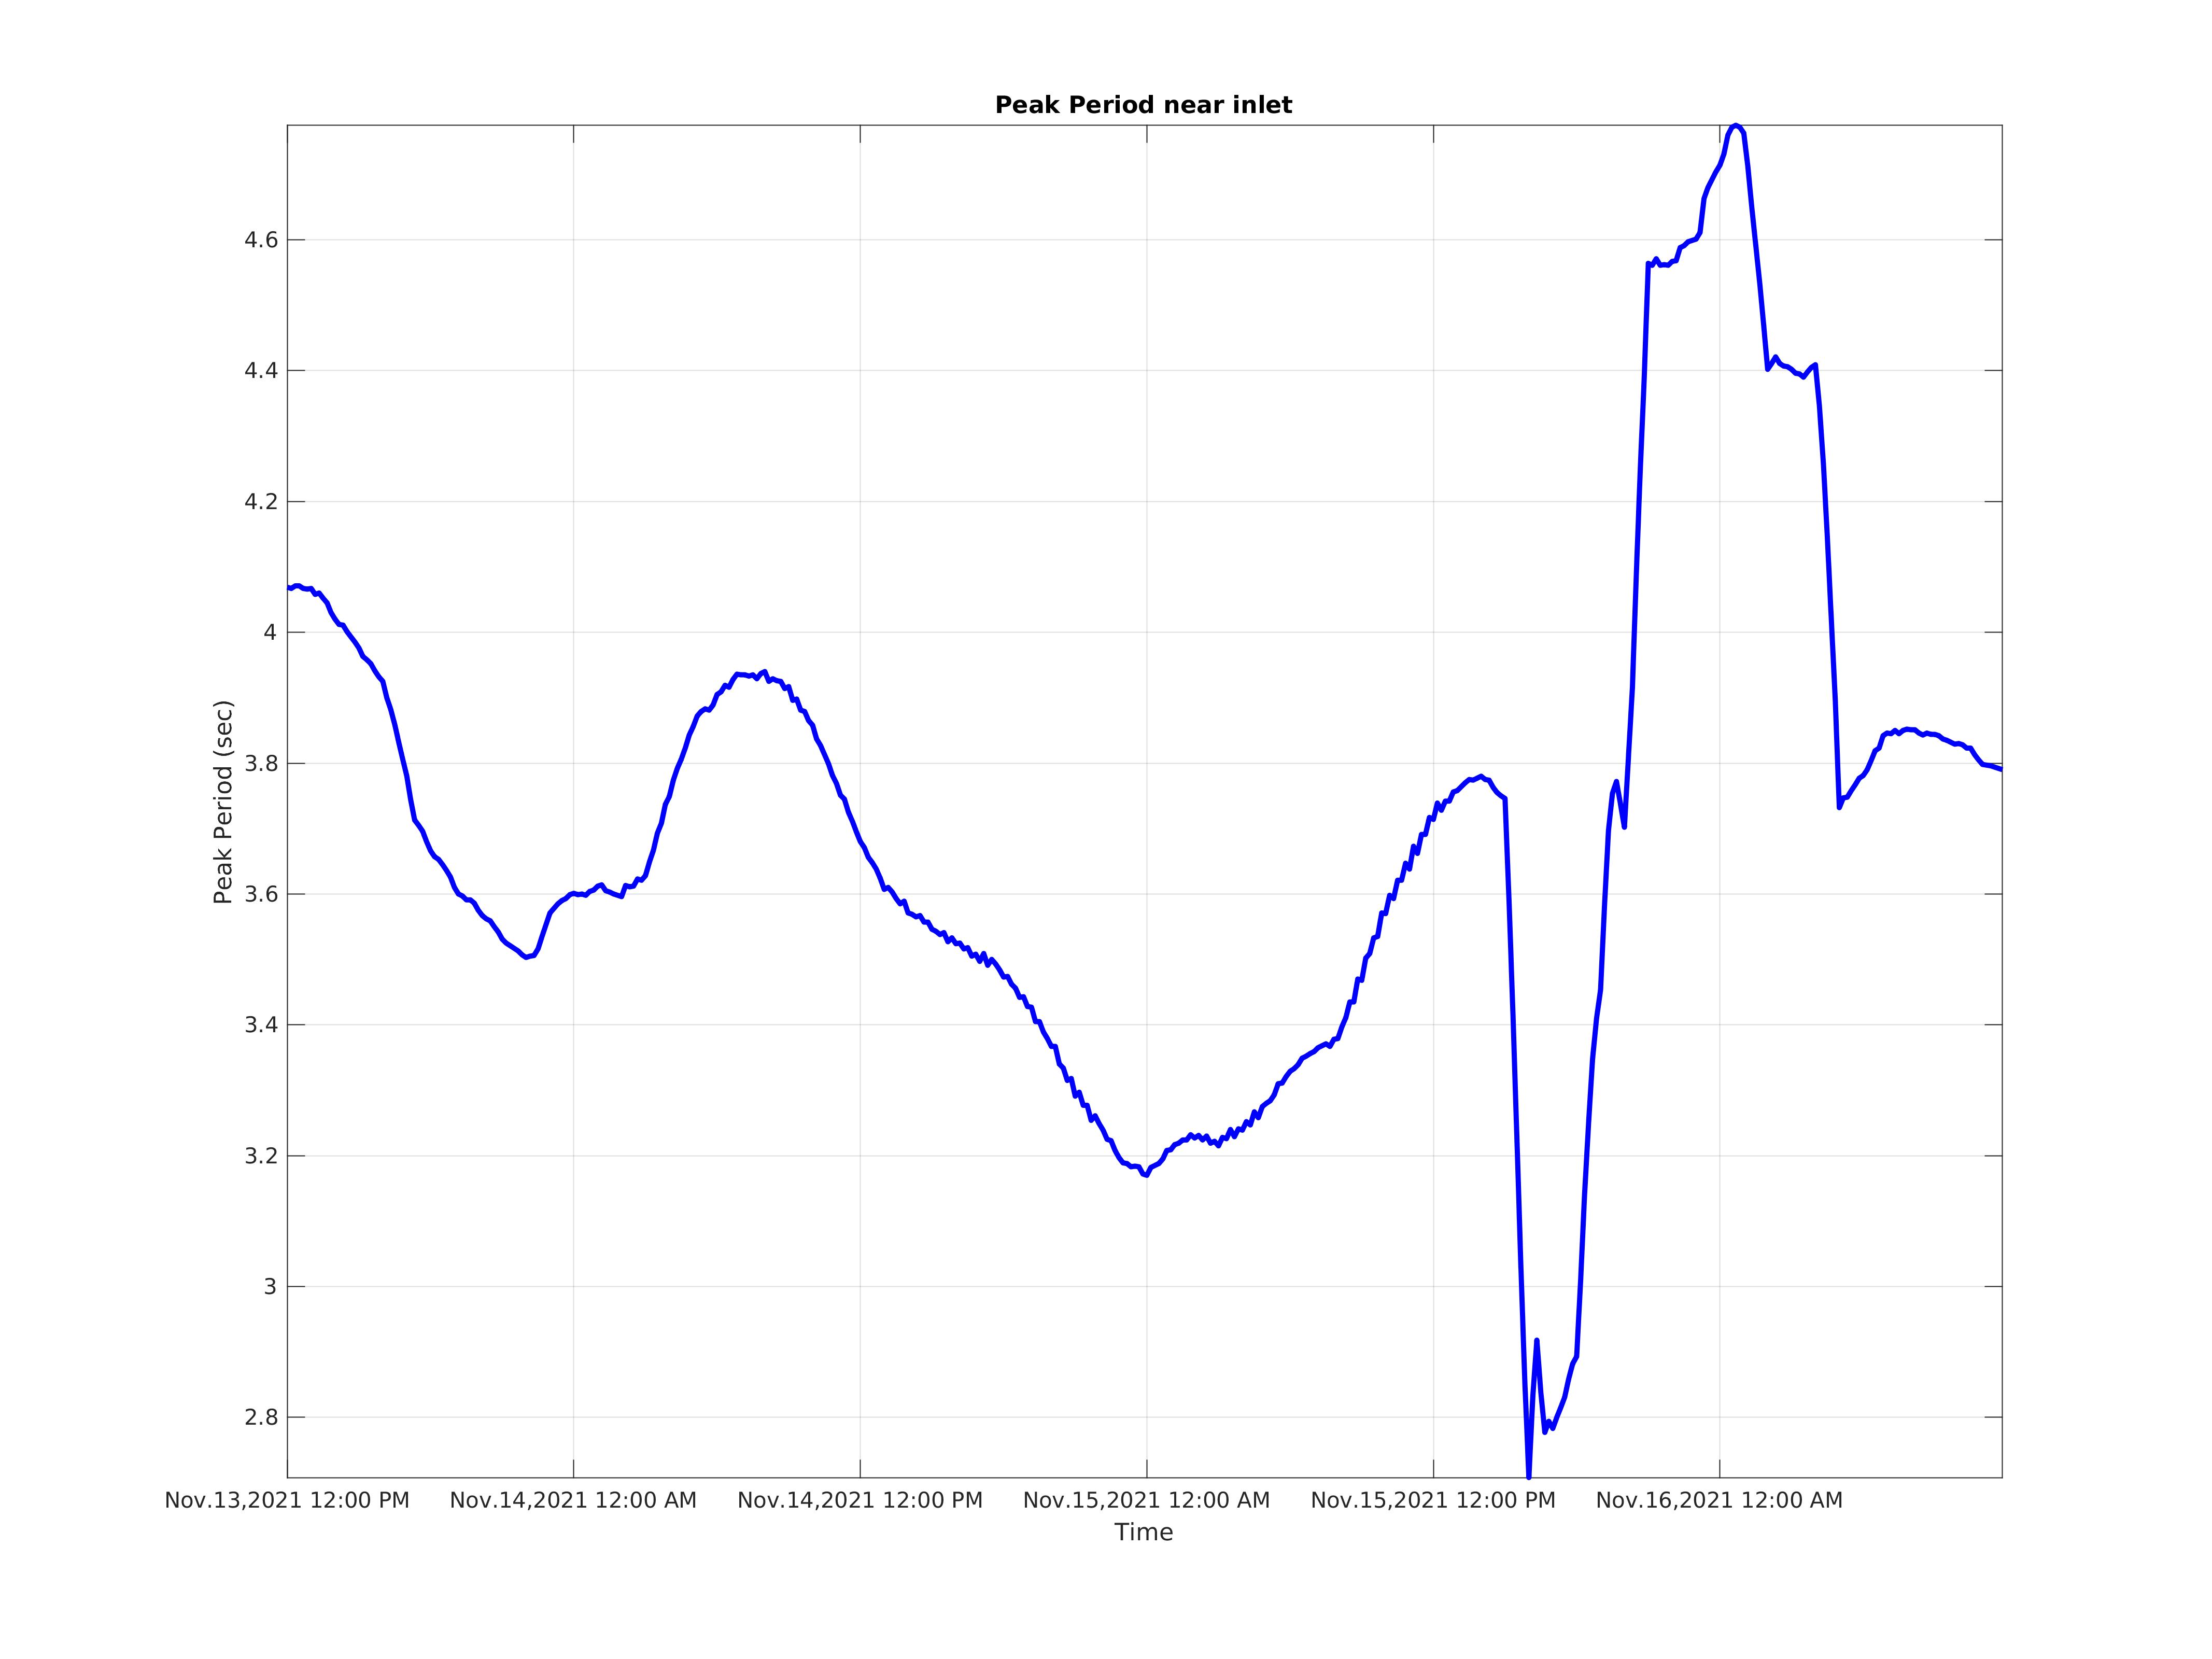 Peak Period near inlet
4.6
4.4
4.2
4
3.8
3.6
3.4
3.2
3
2.8
Peak Period (sec)
Nov.13,2021 12:00 PM
Nov.14,2021 12:00 AM
Nov.14,2021 12:00 PM
Nov.15,2021 12:00 AM
Nov.15,2021 12:00 PM
Nov.16,2021 12:00 AM
Time